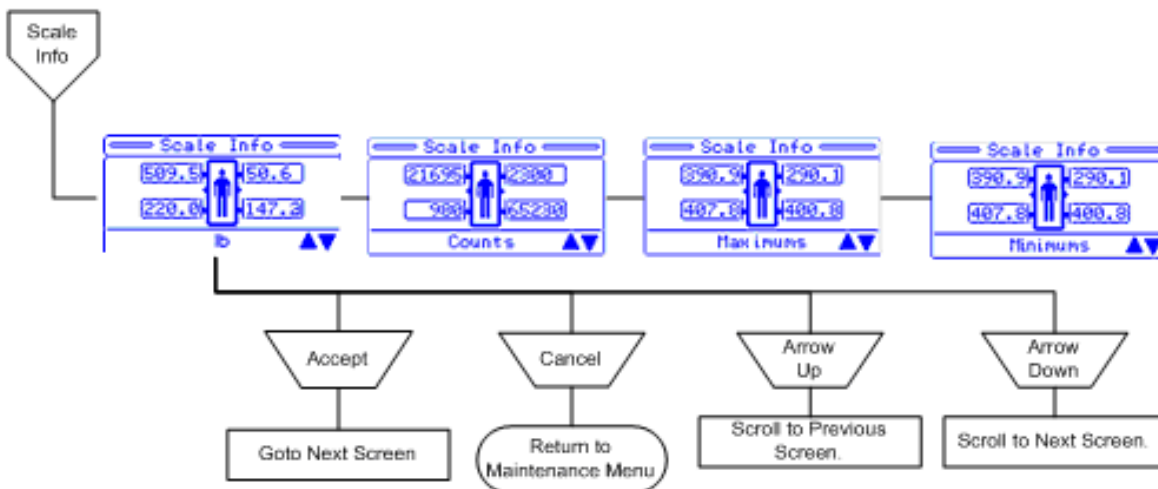 Scale
Info
Scale Info
509.5 50.6
220.0 147.2
lb
Scale Info
21695 2300
980 65230
Counts
Scale Info
390.9 290.1
407.8 400.8
Maximums
Scale Info
390.9 290.1
407.8 400.8
Minimums
Accept
Cancel
Arrow
Up
Arrow
Down
Goto Next Screen
Return to
Maintenance Menu
Scroll to Previous
Screen.
Scroll to Next Screen.